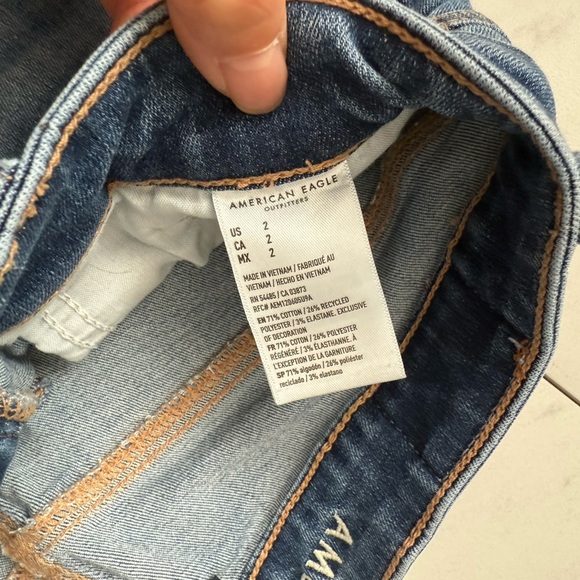 AMERICAN EAGLE
OUTFITTERS
US 2
CA 2
MX 2
MADE IN VIETNAM / FABRIQUÉ AU
VIETNAM / HECHO EN VIETNAM
RN 54485 / CA 03873
RFC# AEM120605U9A
EN 71% COTTON / 26% RECYCLED
POLYESTER / 3% ELASTANE. EXCLUSIVE
OF DECORATION
FR 71% COTON / 26% POLYESTER
RÉGÉNÉRÉ / 3% ÉLASTHANNE. À
L'EXCEPTION DE LA GARNITURE
SP 71% algodón / 26% poliéster
reciclado / 3% elastano
AME